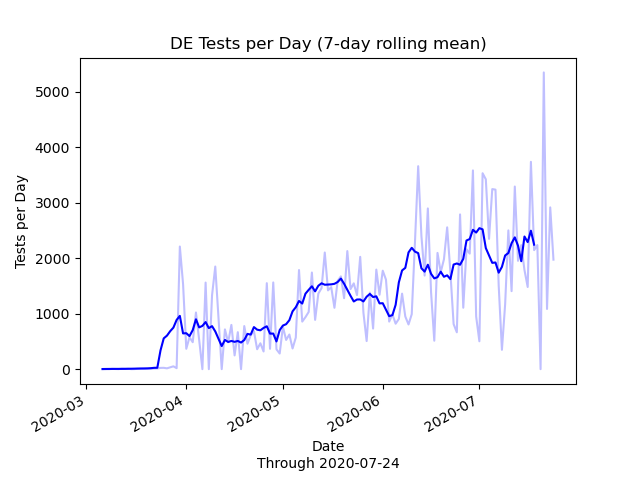 DE Tests per Day (7-day rolling mean)
5000
4000
3000
2000
1000
0
Tests per Day
2020-03
2020-04
2020-05
2020-06
2020-07
Date
Through 2020-07-24